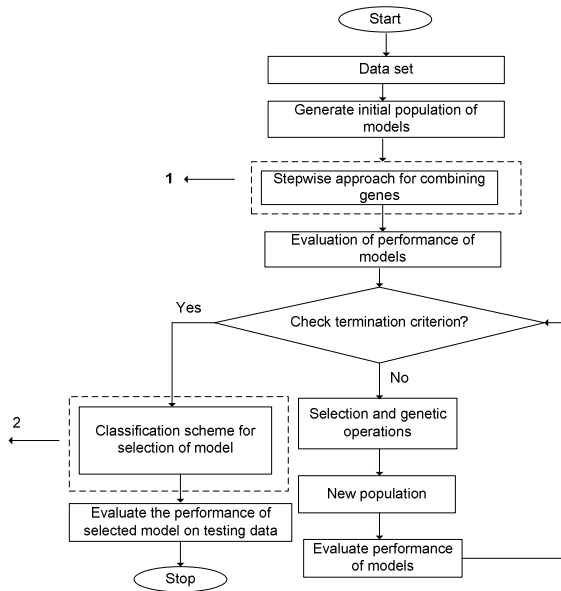 Start
Data set
Generate initial population of
models
1
Stepwise approach for combining
genes
Evaluation of performance of
models
Check termination criterion?
Yes
No
2
Classification scheme for
selection of model
Evaluate the performance of
selected model on testing data
Stop
Selection and genetic
operations
New population
Evaluate performance
of models